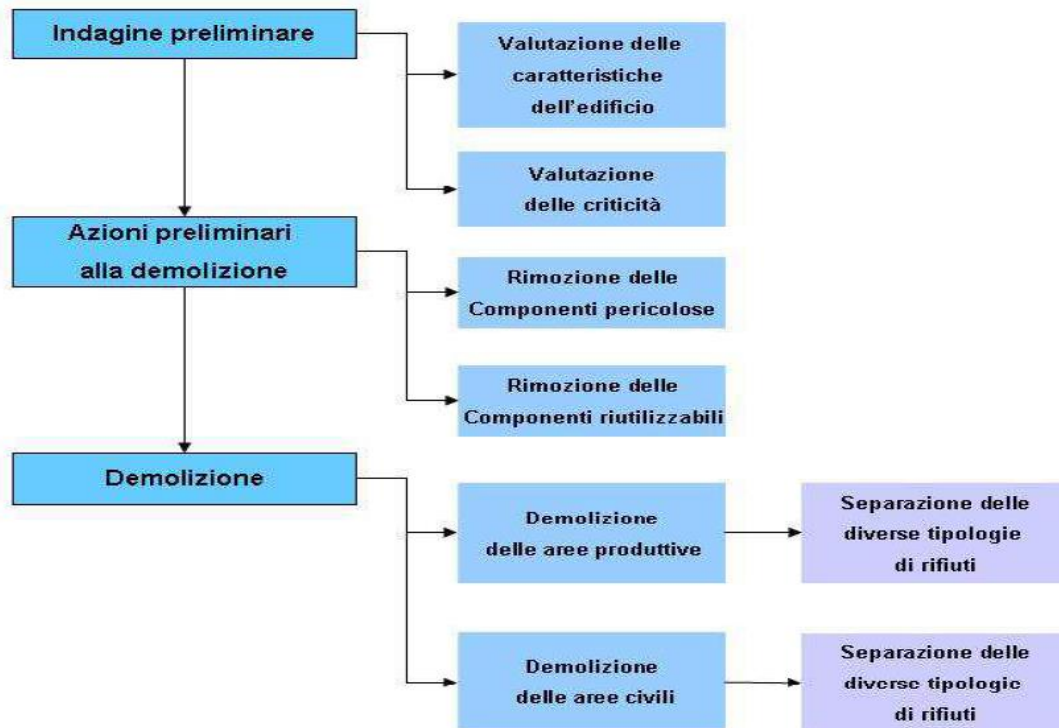 Indagine preliminare
Valutazione delle
caratteristiche
dell'edificio
Valutazione
delle criticità
Azioni preliminari
alla demolizione
Rimozione delle
Componenti pericolose
Rimozione delle
Componenti riutilizzabili
Demolizione
Demolizione
delle aree produttive
Separazione delle
diverse tipologie
di rifiuti
Demolizione
delle aree civili
Separazione delle
diverse tipologie
di rifiuti